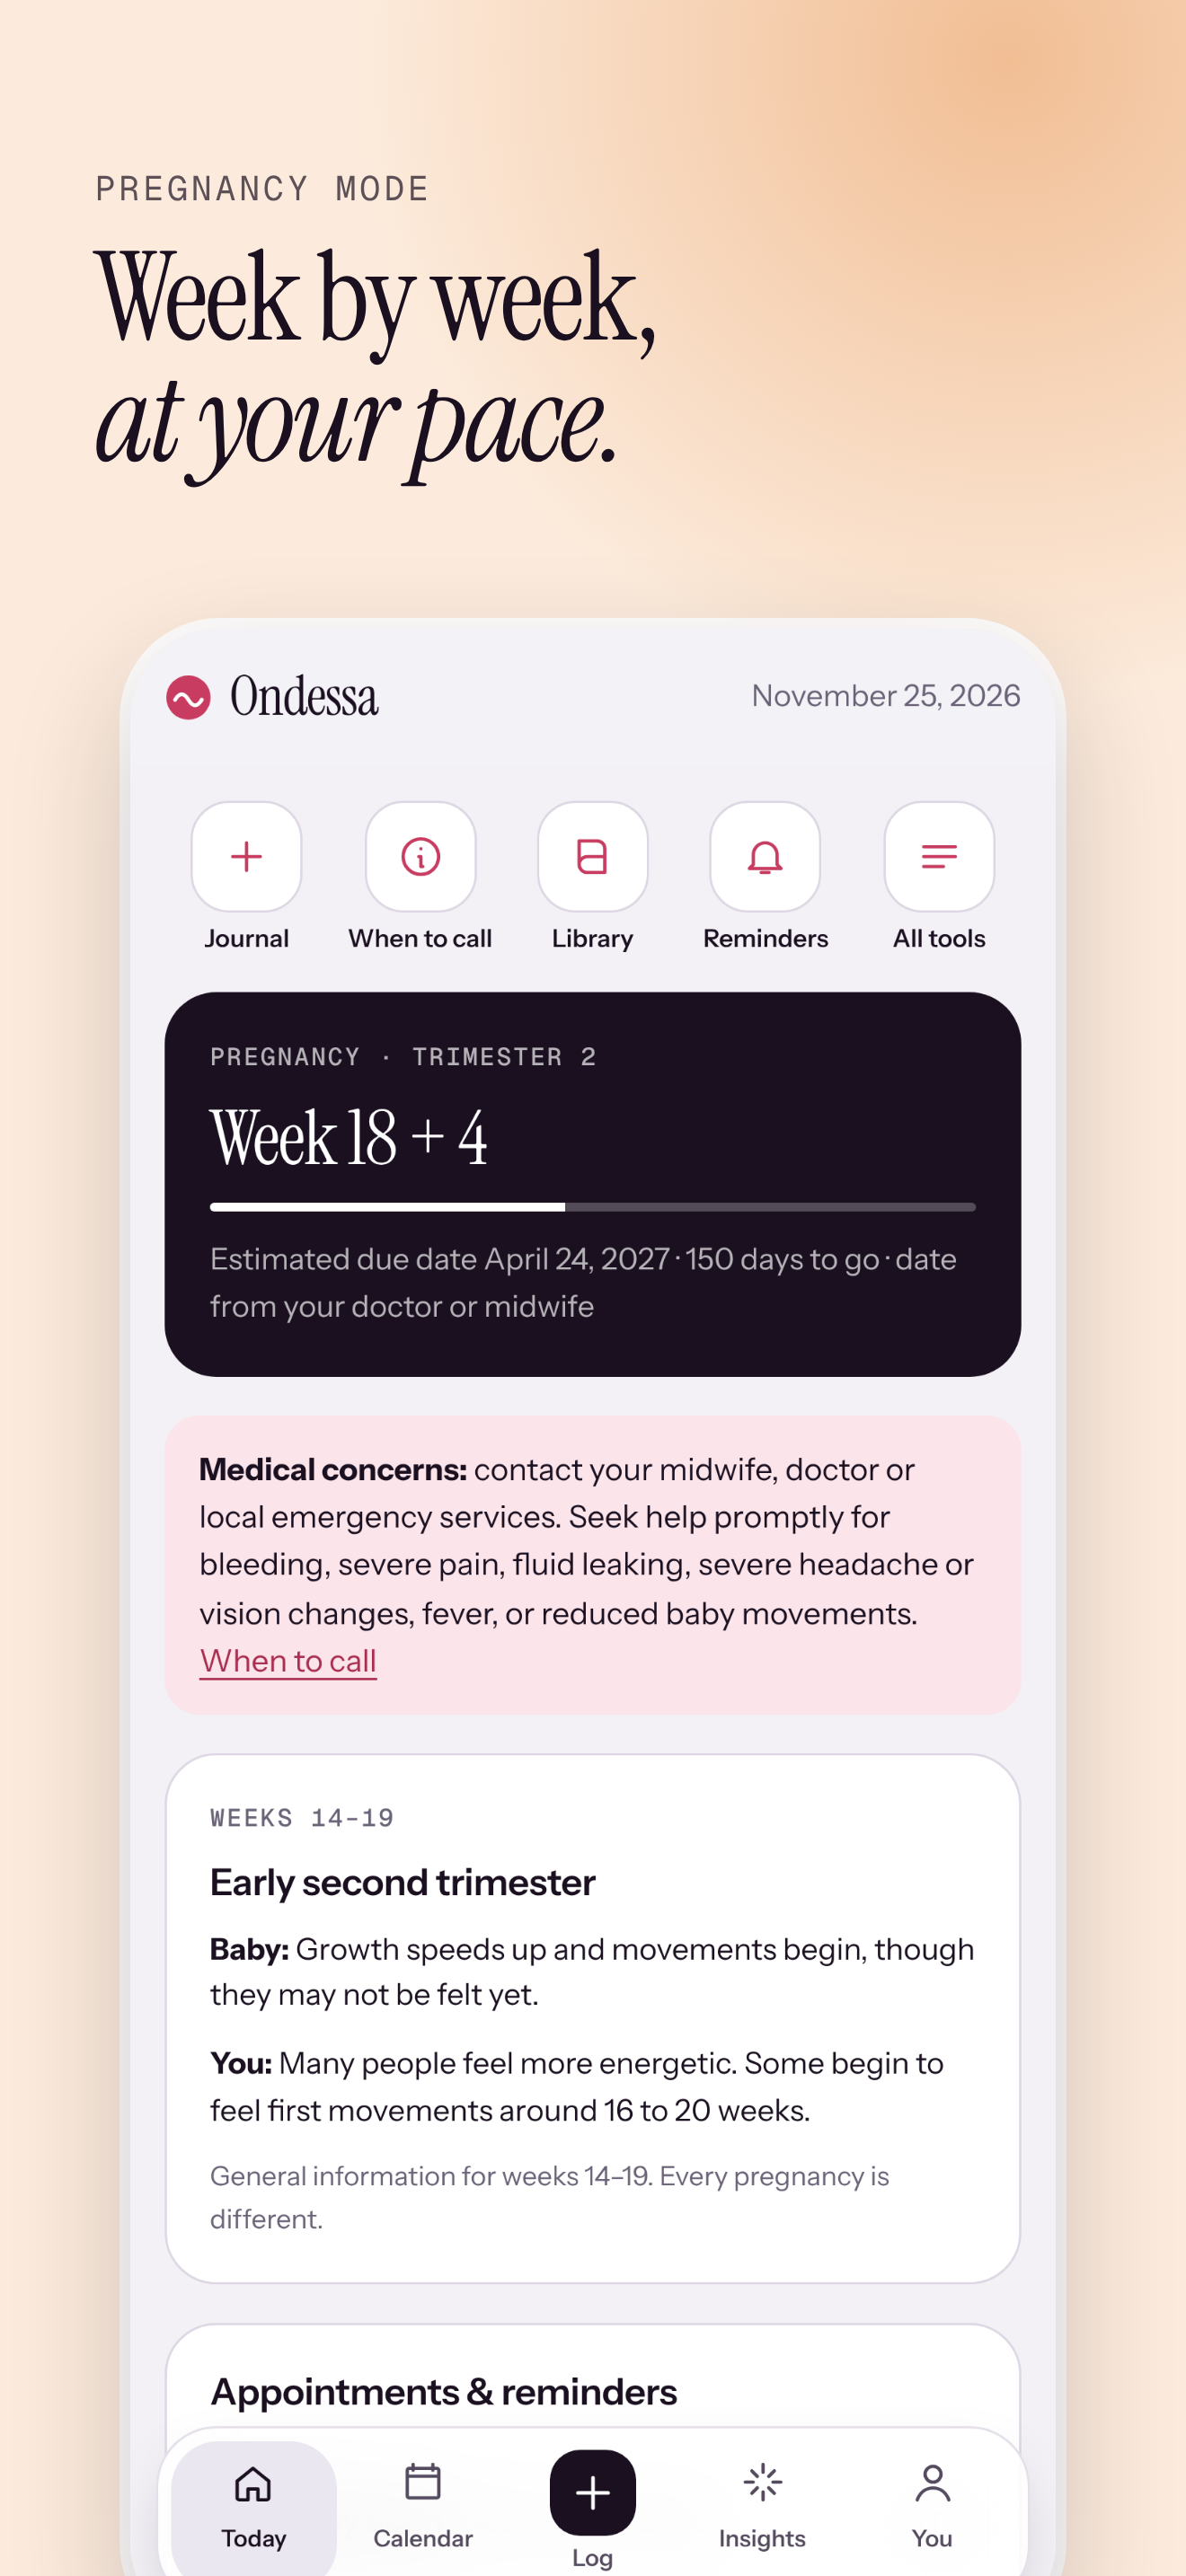 PREGNANCY MODE
Week by week,
at your pace.
Ondessa
November 25, 2026
Journal
When to call
Library
Reminders
All tools
PREGNANCY · TRIMESTER 2
Week 18 + 4
Estimated due date April 24, 2027 · 150 days to go · date
from your doctor or midwife
Medical concerns: contact your midwife, doctor or
local emergency services. Seek help promptly for
bleeding, severe pain, fluid leaking, severe headache or
vision changes, fever, or reduced baby movements.
When to call
WEEKS 14–19
Early second trimester
Baby: Growth speeds up and movements begin, though
they may not be felt yet.
You: Many people feel more energetic. Some begin to
feel first movements around 16 to 20 weeks.
General information for weeks 14–19. Every pregnancy is
different.
Appointments & reminders
Today
Calendar
Log
Insights
You